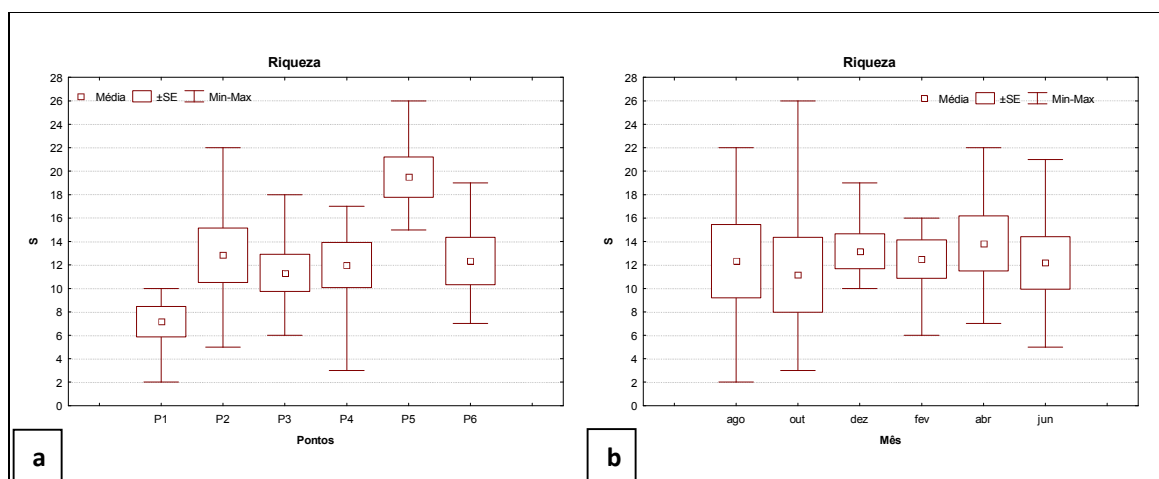 Riqueza
28
26
24
22
20
18
16
14
12
10
8
6
4
2
0
S
Média ±SE Min-Max
P1 P2 P3 P4 P5 P6
Pontos
a
Riqueza
28
26
24
22
20
18
16
14
12
10
8
6
4
2
0
S
Média ±SE Min-Max
ago out dez fev abr jun
Mês
b